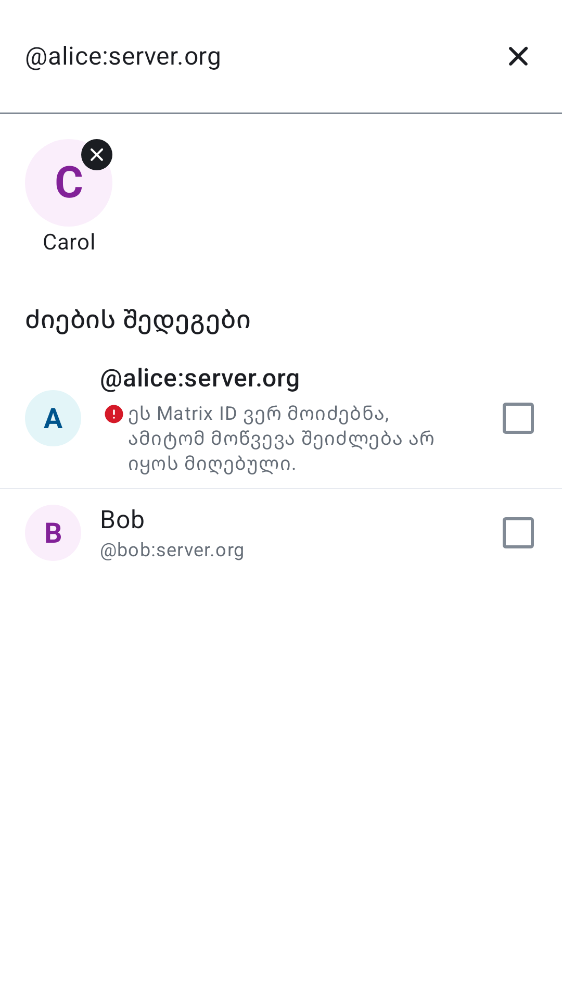 @alice:server.org
C
Carol
ძიების შედეგები
@alice:server.org
A
ეს Matrix ID ვერ მოიძებნა,
ამიტომ მოწვევა შეიძლება არ
იყოს მიღებული.
Bob
B
@bob:server.org